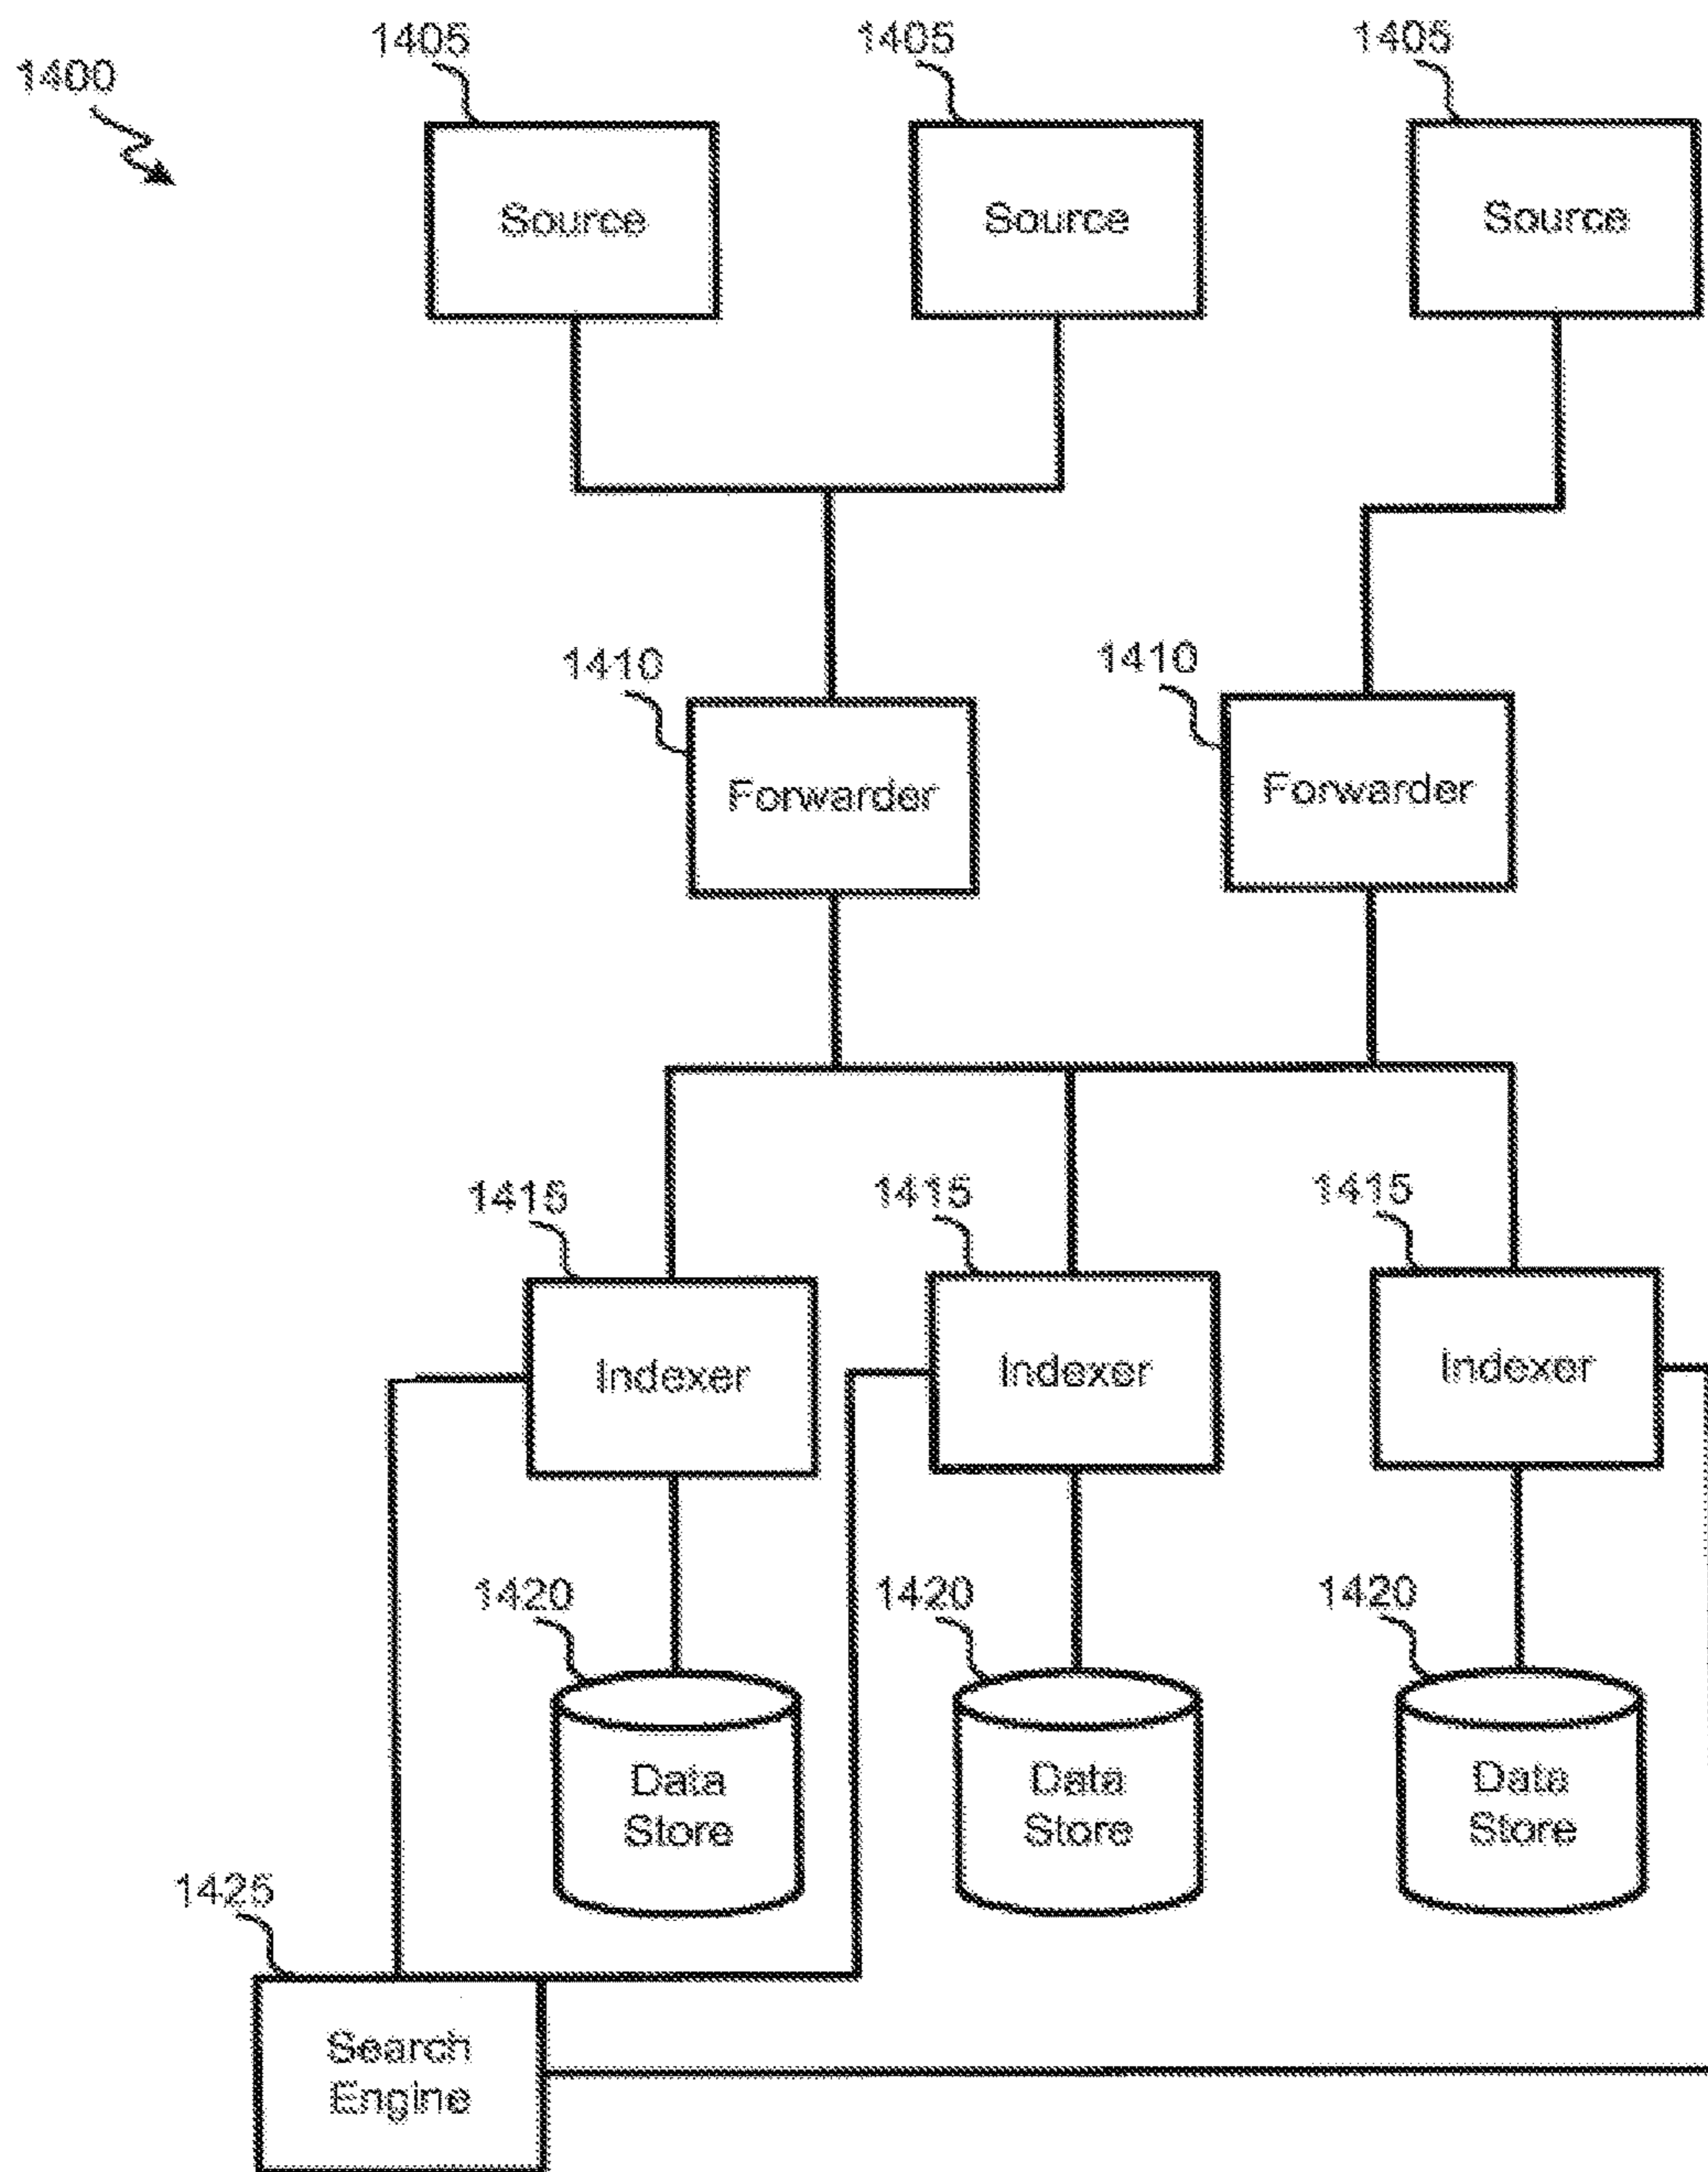 1400
1405
1405
1405
Source
Source
Source
1410
1410
Forwarder
Forwarder
1415
1415
1415
Indexer
Indexer
Indexer
1420
1420
1420
Data
Store
Data
Store
Data
Store
1425
Search
Engine